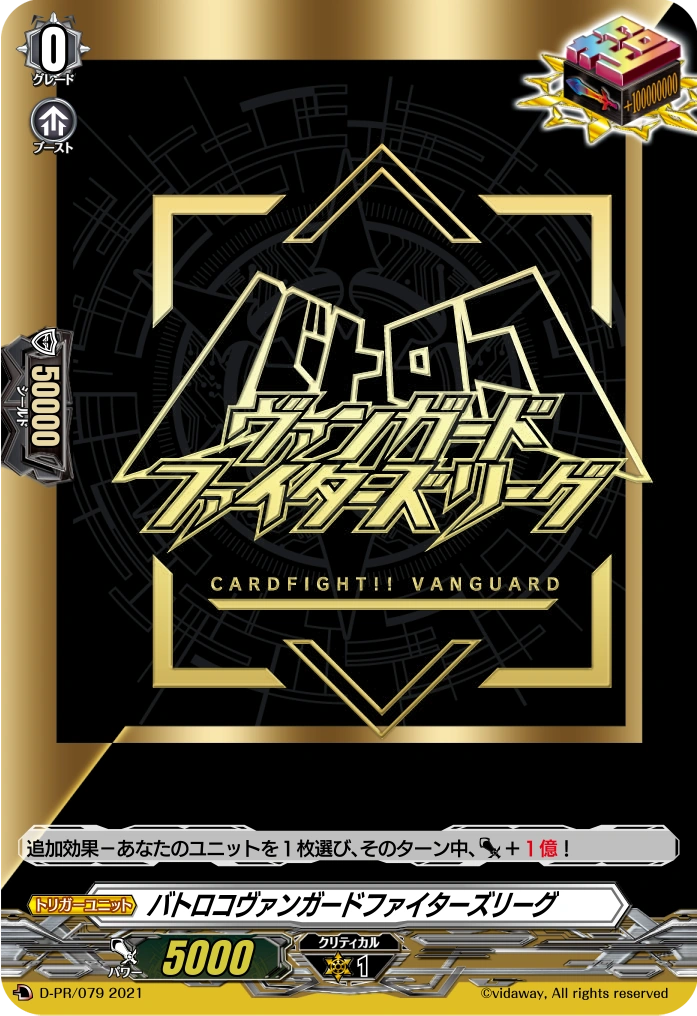 0
グレード
超
+100000000
ブースト
50000
シールド
バトロコ
ヴァンガード
ファイターズリーグ
CARDFIGHT!! VANGUARD
追加効果－あなたのユニットを1枚選び、そのターン中、＋1億！
トリガーユニット
バトロコヴァンガードファイターズリーグ
パワー
5000
クリティカル
1
D-PR/079 2021
©vidaway, All rights reserved